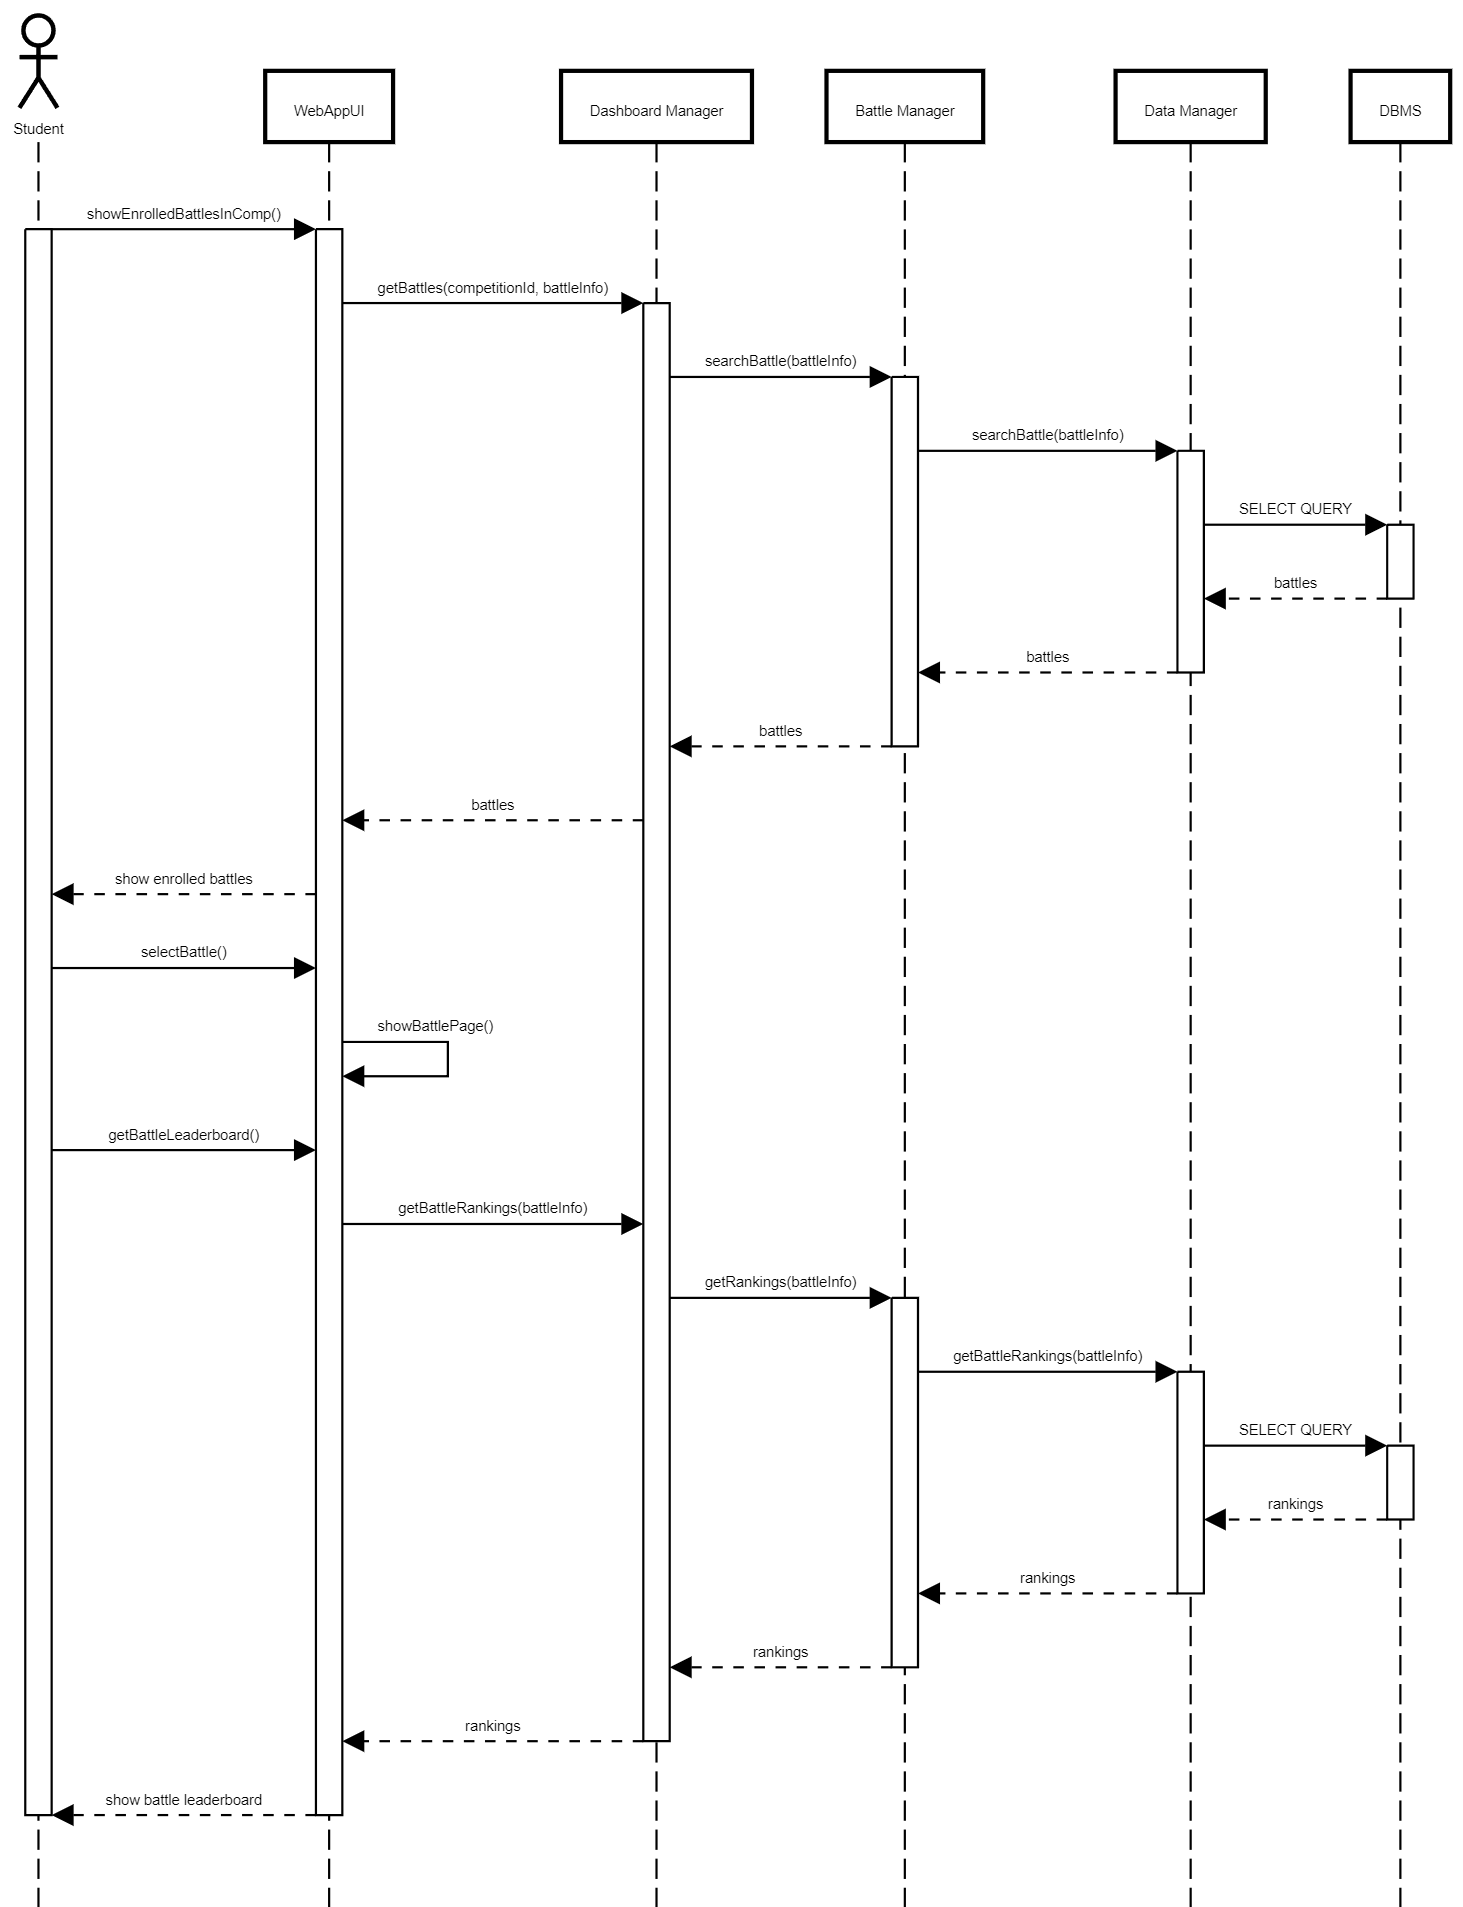 Student
WebAppUI
Dashboard Manager
Battle Manager
Data Manager
DBMS
showEnrolledBattlesInComp()
getBattles(competitionId, battleInfo)
searchBattle(battleInfo)
searchBattle(battleInfo)
SELECT QUERY
battles
battles
battles
battles
show enrolled battles
selectBattle()
showBattlePage()
getBattleLeaderboard()
getBattleRankings(battleInfo)
getRankings(battleInfo)
getBattleRankings(battleInfo)
SELECT QUERY
rankings
rankings
rankings
rankings
show battle leaderboard